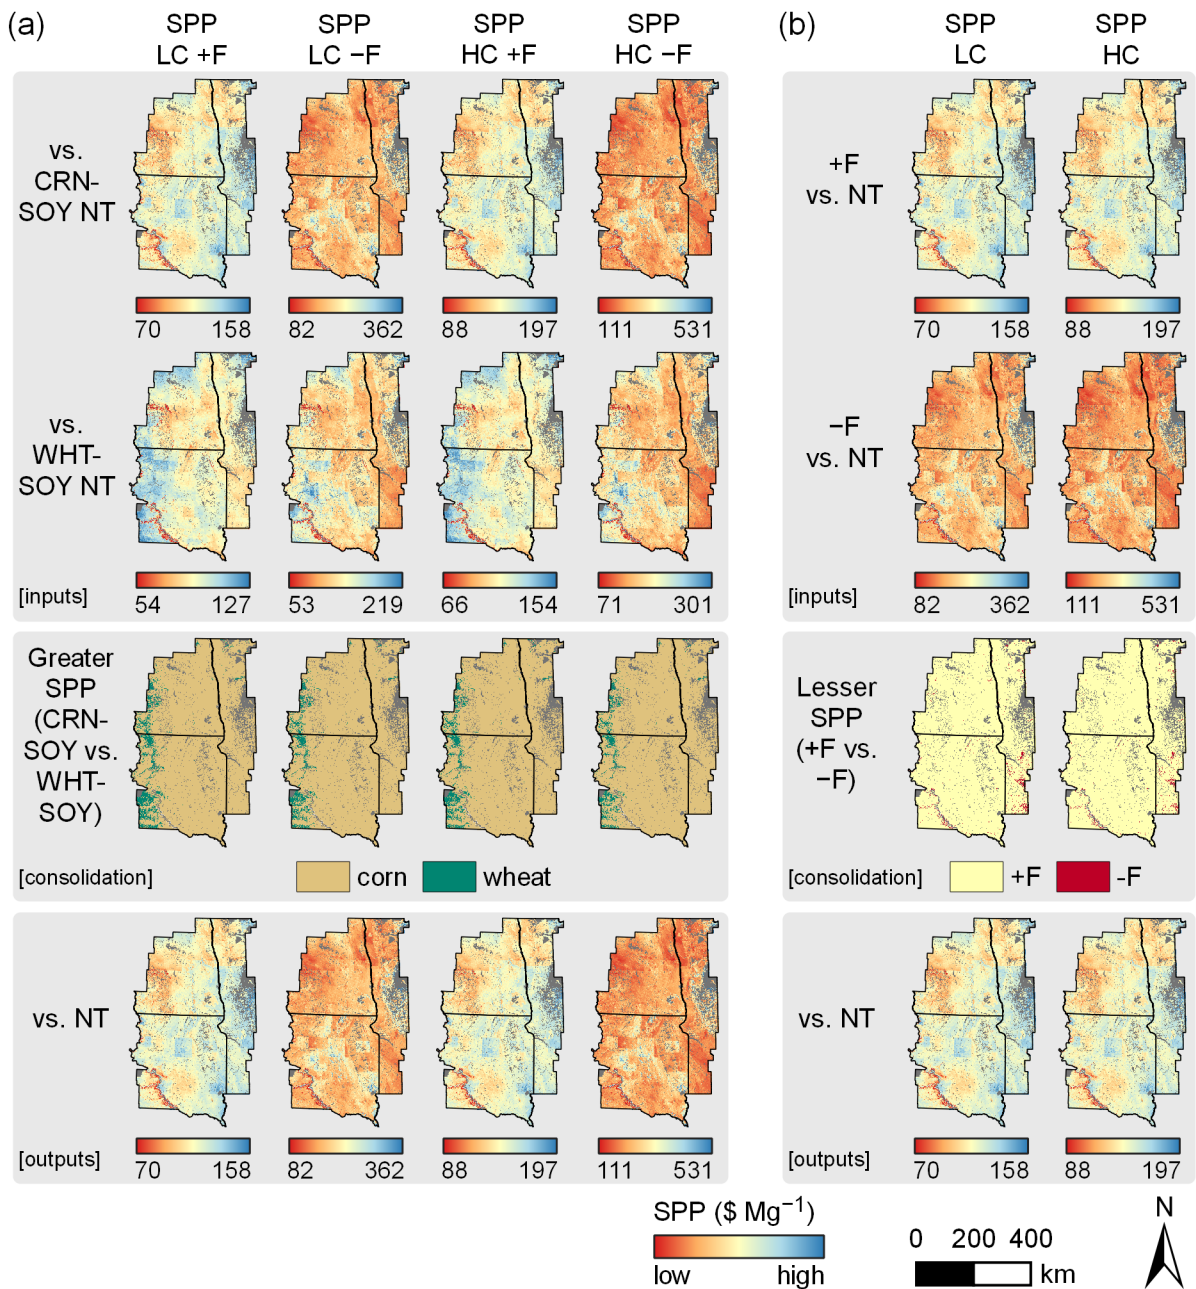 (a)
SPP
LC +F
SPP
LC −F
SPP
HC +F
SPP
HC −F
vs.
CRN-
SOY NT
70 158
82 362
88 197
111 531
vs.
WHT-
SOY NT
[inputs]
54 127
53 219
66 154
71 301
Greater
SPP
(CRN-
SOY vs.
WHT-
SOY)
[consolidation]
corn
wheat
vs. NT
[outputs]
70 158
82 362
88 197
111 531
(b)
SPP
LC
SPP
HC
+F
vs. NT
70 158
88 197
−F
vs. NT
[inputs]
82 362
111 531
Lesser
SPP
(+F vs.
−F)
[consolidation]
+F
-F
vs. NT
[outputs]
70 158
88 197
SPP ($ Mg−1)
low high
0 200 400
km
N